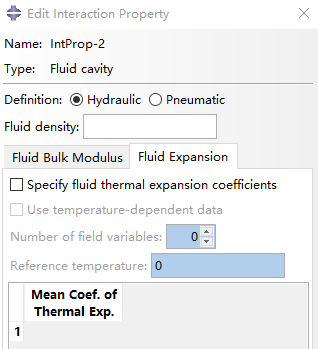 Edit Interaction Property
Name: IntProp-2
Type: Fluid cavity
Definition: Hydraulic Pneumatic
Fluid density:
Fluid Bulk Modulus Fluid Expansion
Specify fluid thermal expansion coefficients
Use temperature-dependent data
Number of field variables: 0
Reference temperature: 0
Mean Coef. of
Thermal Exp.
1